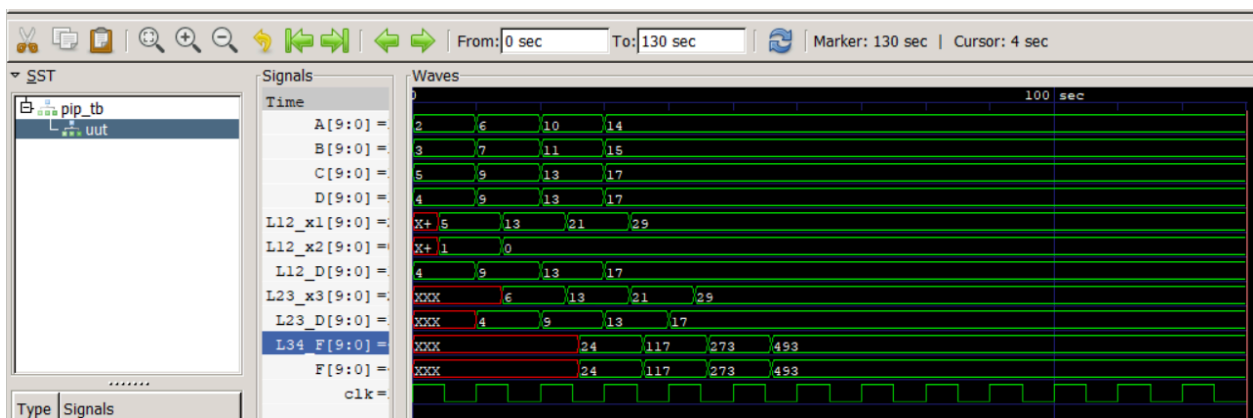 From: 0 sec To: 130 sec Marker: 130 sec | Cursor: 4 sec
SST
pip_tb
uut
Type Signals
Signals
Time
A[9:0] =
B[9:0] =
C[9:0] =
D[9:0] =
L12_x1[9:0] =
L12_x2[9:0] =
L12_D[9:0] =
L23_x3[9:0] =
L23_D[9:0] =
L34_F[9:0] =
F[9:0] =
clk =
Waves
0 100 sec
2 6 10 14
3 7 11 15
5 9 13 17
4 9 13 17
X+ 5 13 21 29
X+ 1 0
4 9 13 17
XXX 6 13 21 29
XXX 4 9 13 17
XXX 24 117 273 493
XXX 24 117 273 493